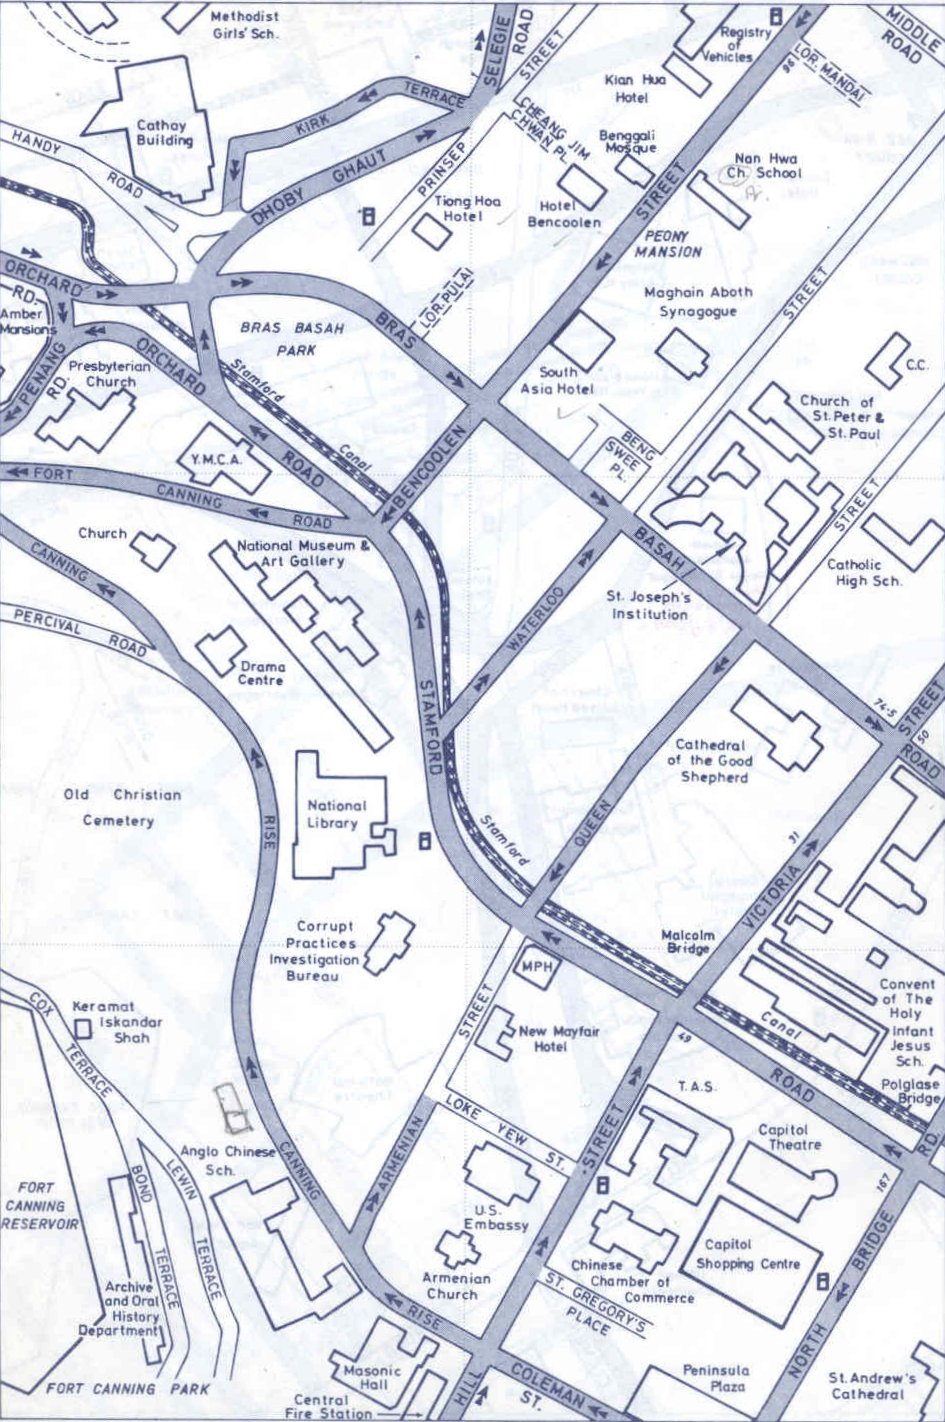 Methodist
Girls' Sch.
SELEGIE
ROAD
STREET
Registry
of
Vehicles
MIDDLE
ROAD
LOR. MANDAI
96
Kian Hua
Hotel
Cathay
Building
KIRK
TERRACE
CHEANG JIM
CHWAN PL.
Benggali
Mosque
HANDY
ROAD
DHOBY GHAUT
PRINSEP
Nan Hwa
Ch. School
Tiong Hoa
Hotel
Hotel
Bencoolen
STREET
PEONY
MANSION
ORCHARD
RD.
LOR. PULAI
Maghain Aboth
Synagogue
STREET
Amber
Mansions
PENANG
RD.
ORCHARD
ROAD
BRAS BASAH
PARK
BRAS
Presbyterian
Church
Stamford
Canal
South
Asia Hotel
C.C.
Church of
St. Peter &
St. Paul
Y.M.C.A.
BENCOOLEN
BENG
SWEE
PL.
FORT
CANNING
ROAD
STREET
Church
National Museum &
Art Gallery
BASAH
CANNING
Catholic
High Sch.
St. Joseph's
Institution
WATERLOO
PERCIVAL ROAD
Drama
Centre
STAMFORD
74-5
STREET
50
ROAD
Cathedral
of the Good
Shepherd
Old Christian
Cemetery
National
Library
RISE
Stamford
QUEEN
31
VICTORIA
Corrupt
Practices
Investigation
Bureau
Malcolm
Bridge
MPH
Convent
of The
Holy
Infant
Jesus
Sch.
COX
TERRACE
Keramat
Iskandar
Shah
STREET
New Mayfair
Hotel
49
Canal
ROAD
T.A.S.
Polglase
Bridge
LOKE YEW
ST.
Capitol
Theatre
RD.
ARMENIAN
STREET
Anglo Chinese
Sch.
CANNING
BOND
TERRACE
LEWIN
TERRACE
FORT
CANNING
RESERVOIR
U.S.
Embassy
167
Capitol
Shopping Centre
BRIDGE
Armenian
Church
Chinese
Chamber of
Commerce
Archive
and Oral
History
Department
ST. GREGORY'S
PLACE
RISE
NORTH
Masonic
Hall
COLEMAN
ST.
Peninsula
Plaza
St. Andrew's
Cathedral
FORT CANNING PARK
Central
Fire Station
HILL